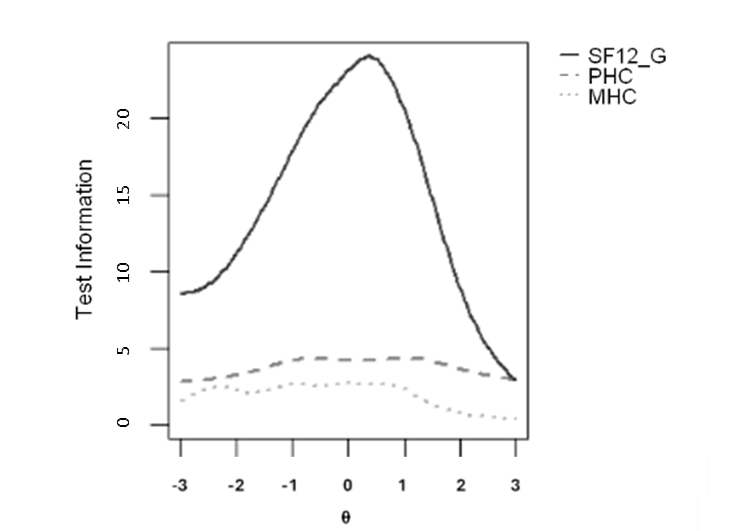 SF12_G
PHC
MHC
Test Information
20
15
10
5
0
-3 -2 -1 0 1 2 3
θ